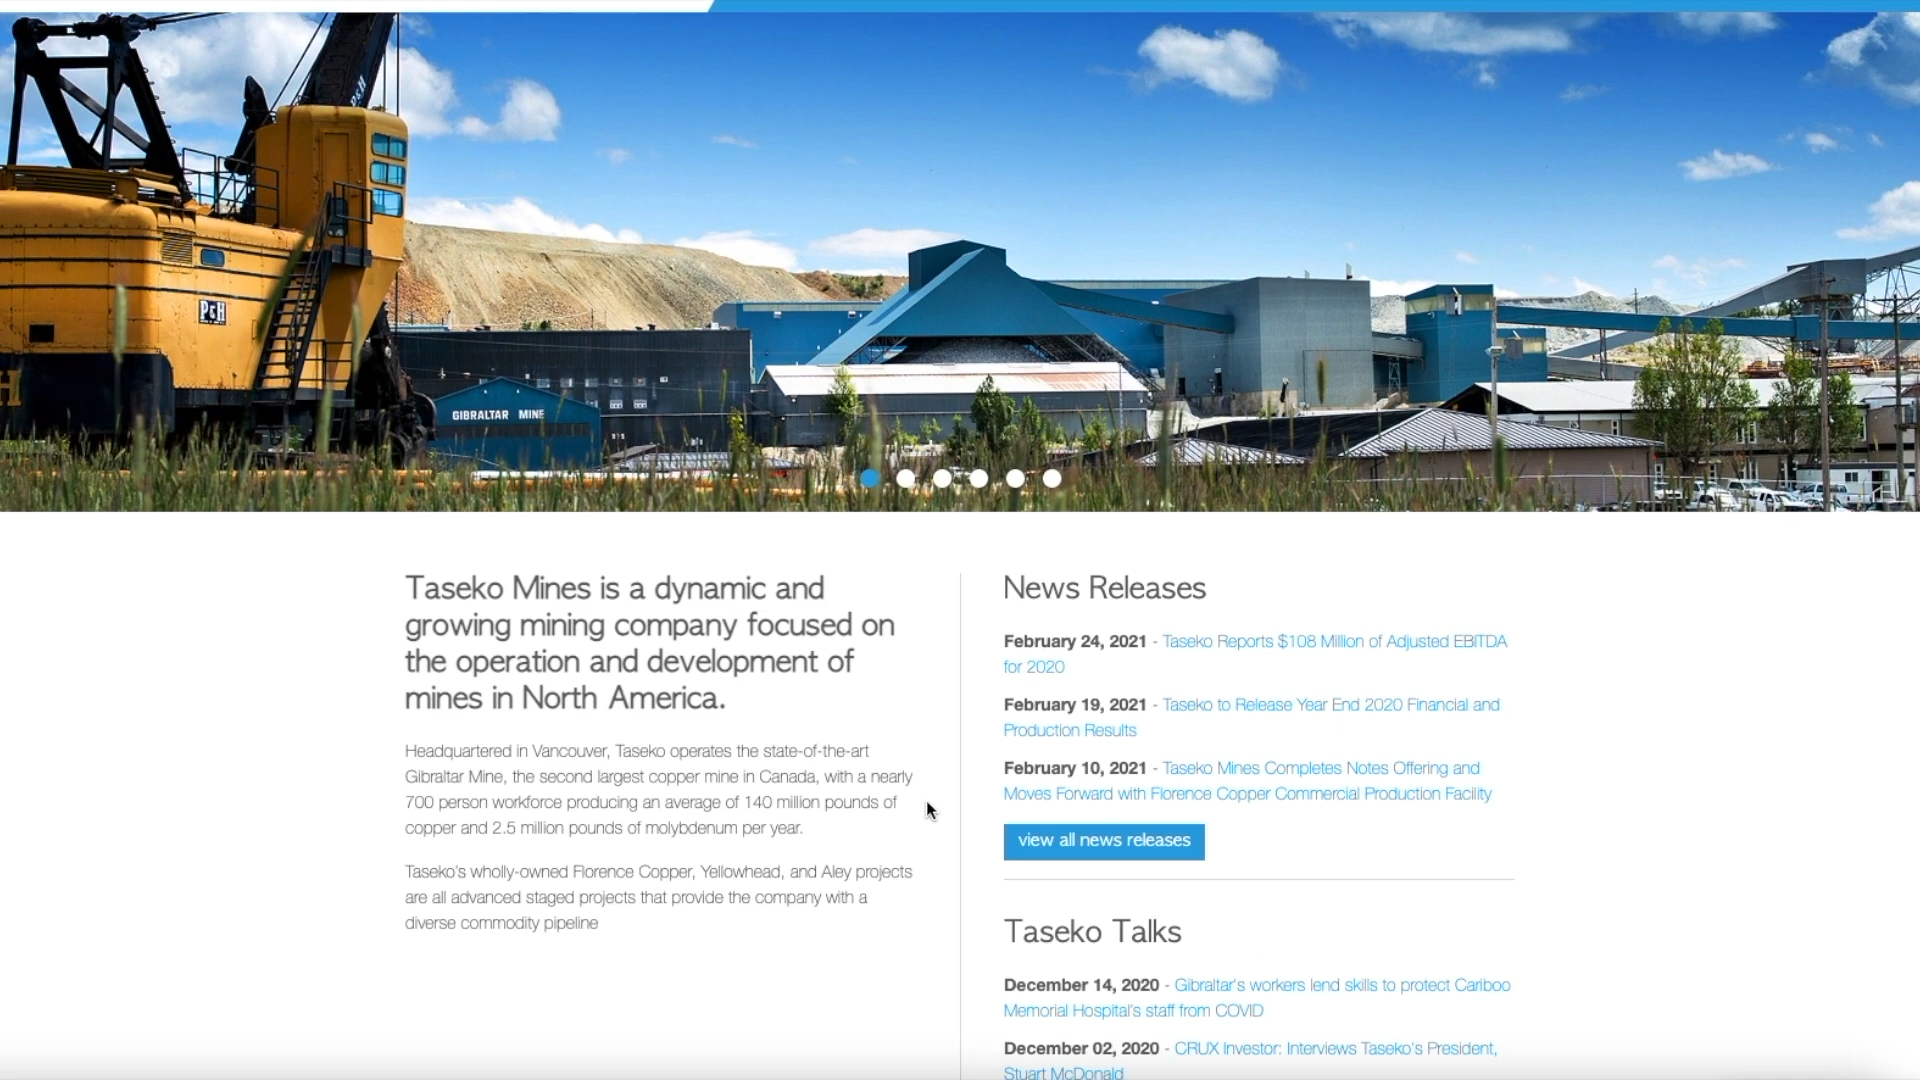 P&H
P&H
H
GIBRALTAR MINE
Taseko Mines is a dynamic and
growing mining company focused on
the operation and development of
mines in North America.
Headquartered in Vancouver, Taseko operates the state-of-the-art
Gibraltar Mine, the second largest copper mine in Canada, with a nearly
700 person workforce producing an average of 140 million pounds of
copper and 2.5 million pounds of molybdenum per year.
Taseko's wholly-owned Florence Copper, Yellowhead, and Aley projects
are all advanced staged projects that provide the company with a
diverse commodity pipeline
News Releases
February 24, 2021 - Taseko Reports $108 Million of Adjusted EBITDA
for 2020
February 19, 2021 - Taseko to Release Year End 2020 Financial and
Production Results
February 10, 2021 - Taseko Mines Completes Notes Offering and
Moves Forward with Florence Copper Commercial Production Facility
view all news releases
Taseko Talks
December 14, 2020 - Gibraltar's workers lend skills to protect Cariboo
Memorial Hospital's staff from COVID
December 02, 2020 - CRUX Investor: Interviews Taseko's President,
Stuart McDonald